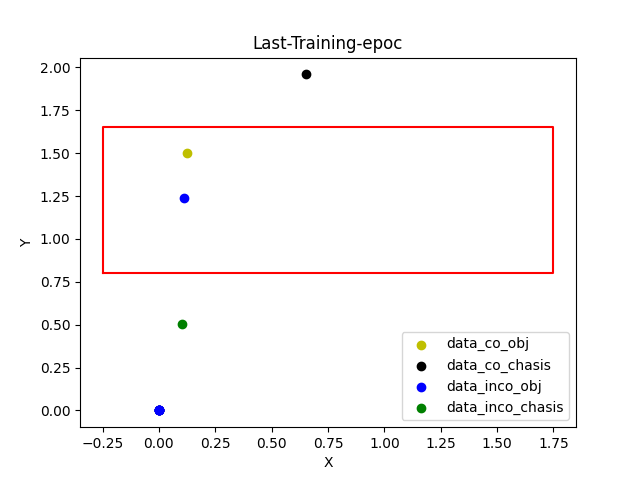 Last-Training-epoc
2.00
1.75
1.50
1.25
1.00
0.75
0.50
0.25
0.00
Y
data_co_obj
data_co_chasis
data_inco_obj
data_inco_chasis
−0.25 0.00 0.25 0.50 0.75 1.00 1.25 1.50 1.75
X